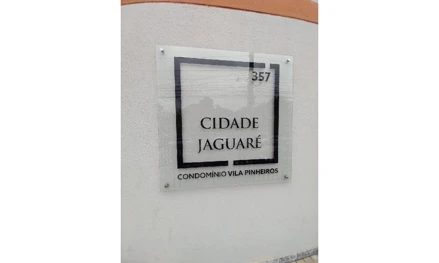 357
CIDADE
JAGUARÉ
CONDOMÍNIO VILA PINHEIROS